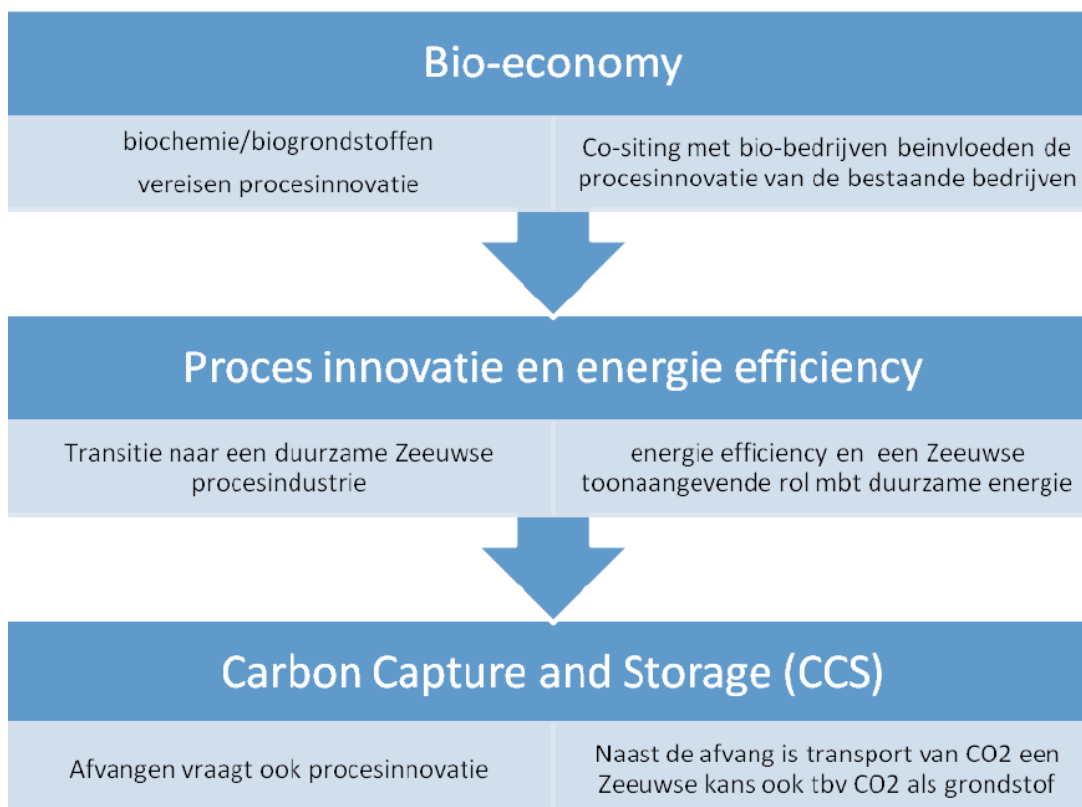 Bio-economy
biochemie/biogrondstoffen
vereisen procesinnovatie
Co-siting met bio-bedrijven beinvloeden de
procesinnovatie van de bestaande bedrijven
Proces innovatie en energie efficiency
Transitie naar een duurzame Zeeuwse
procesindustrie
energie efficiency en een Zeeuwse
toonaangevende rol mbt duurzame energie
Carbon Capture and Storage (CCS)
Afvangen vraagt ook procesinnovatie
Naast de afvang is transport van CO2 een
Zeeuwse kans ook tbv CO2 als grondstof